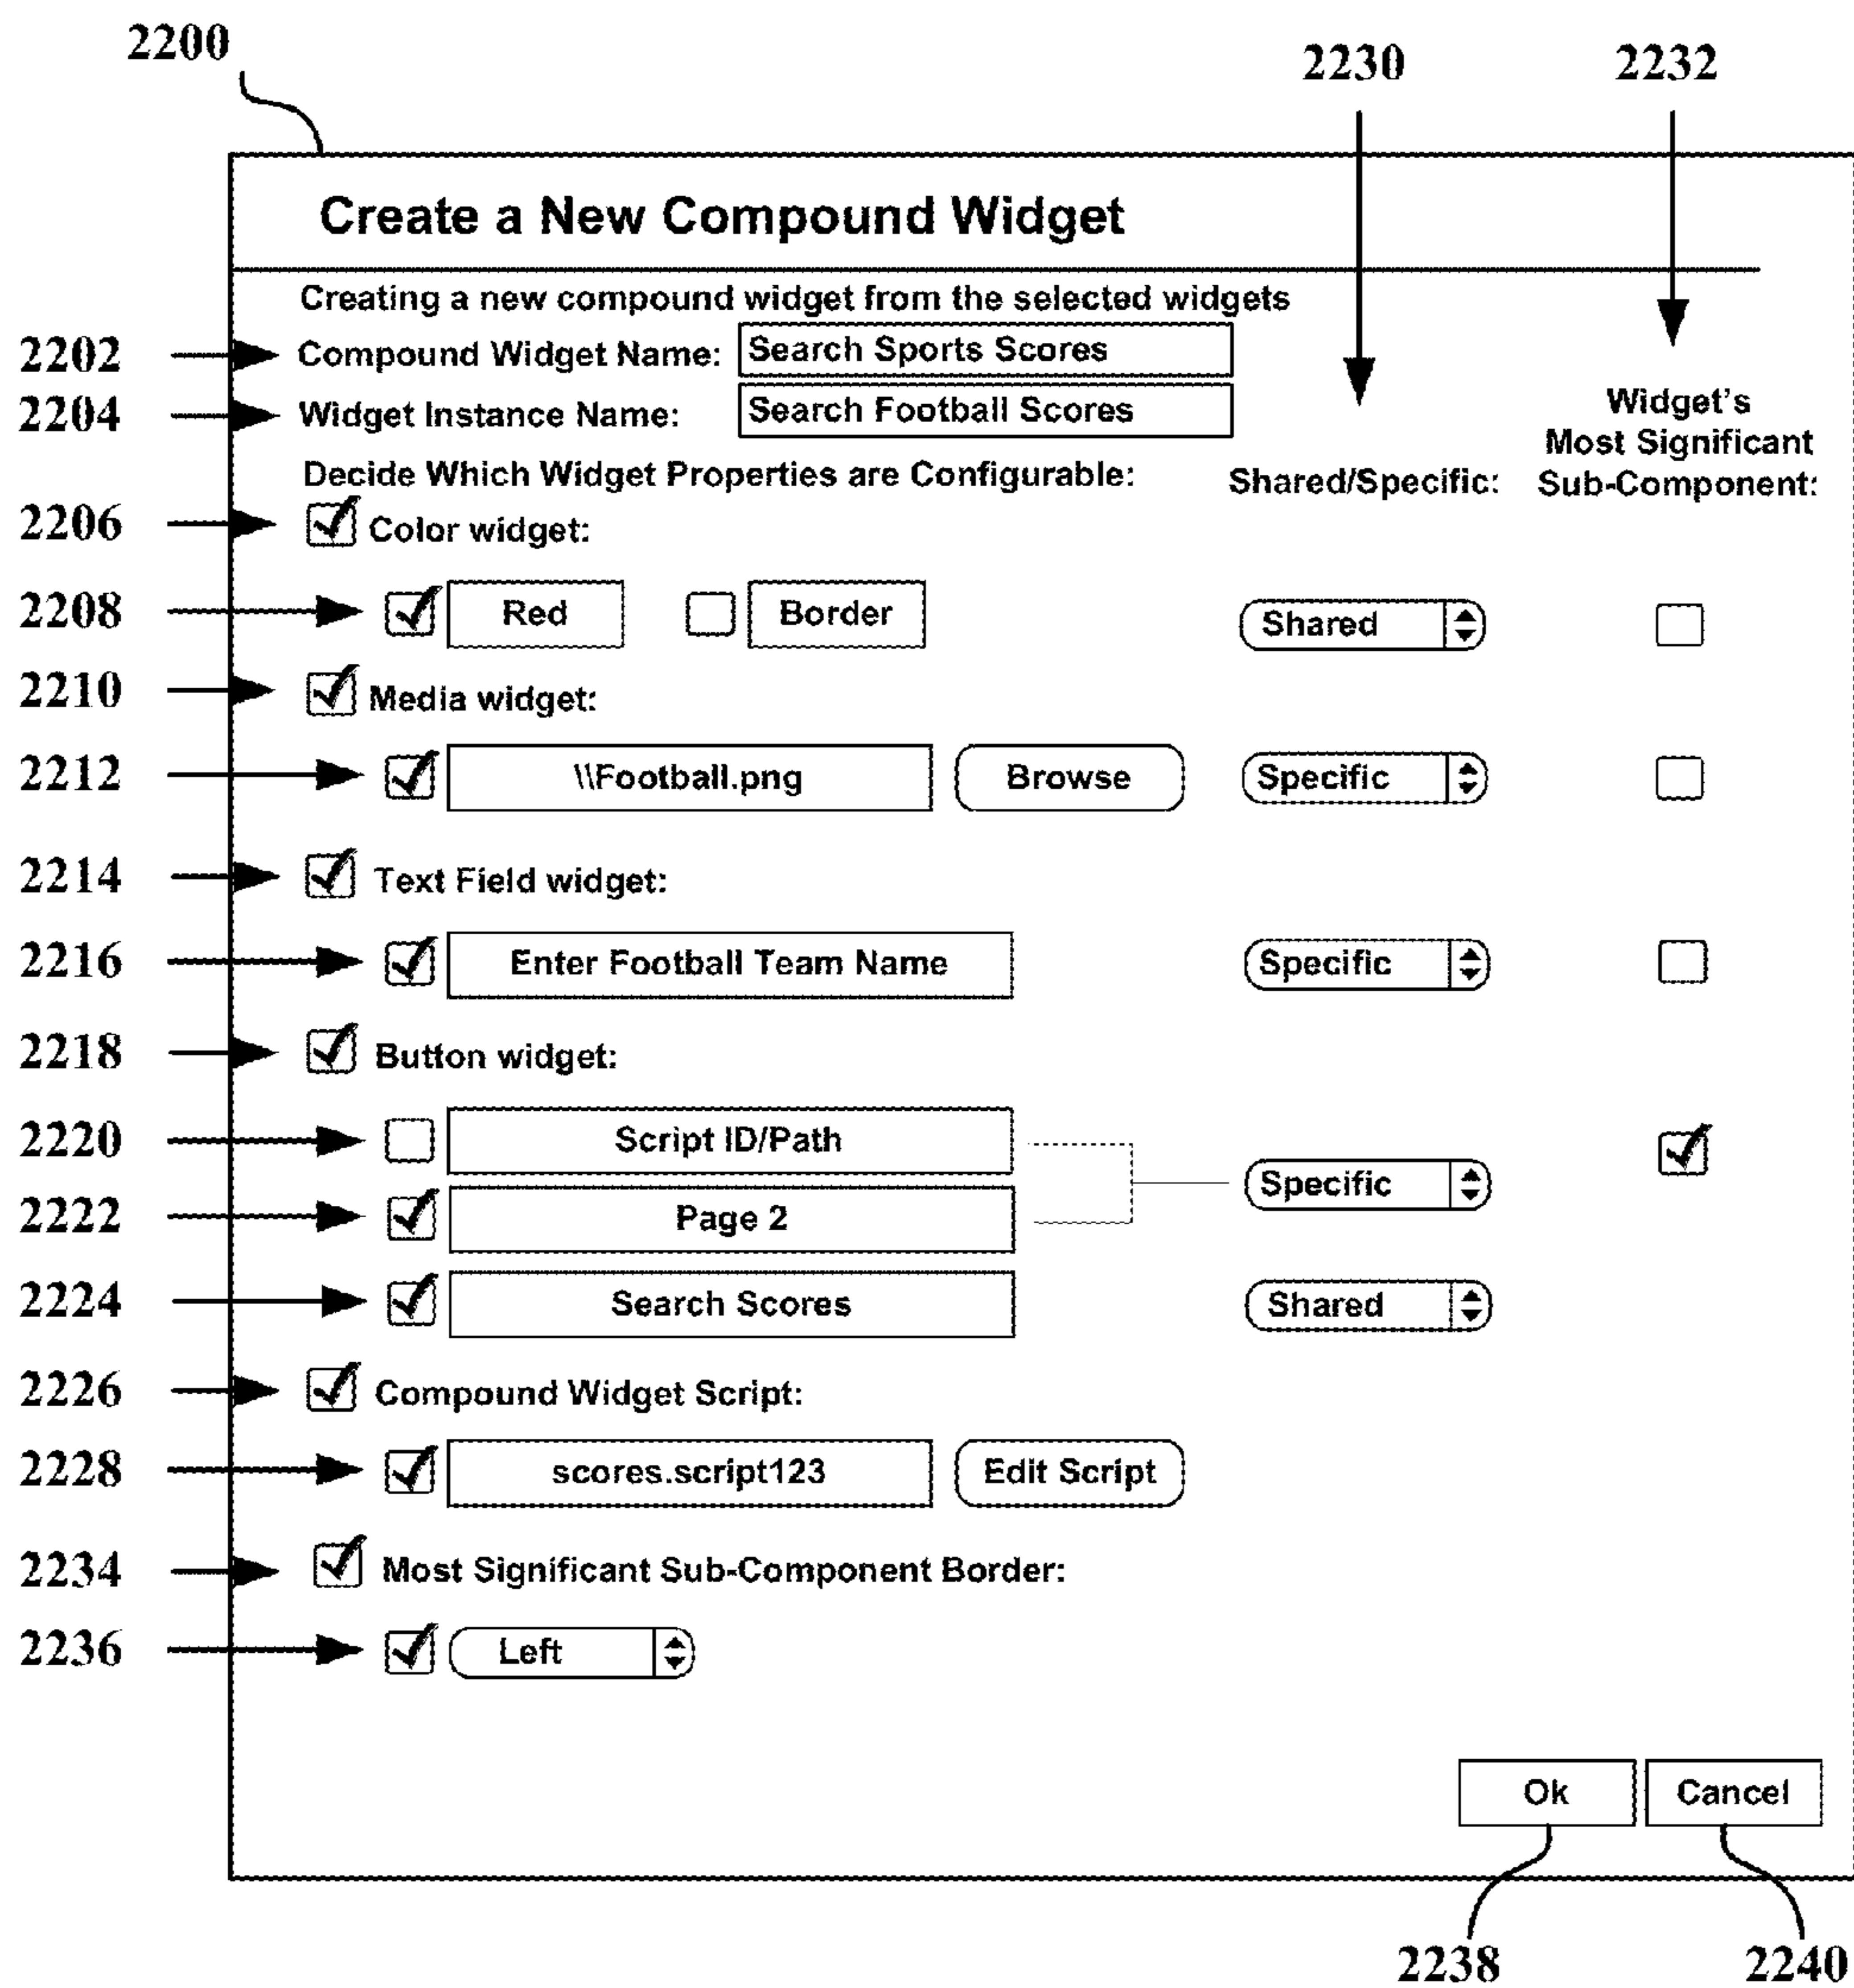 2200
2230
2232
Create a New Compound Widget
Creating a new compound widget from the selected widgets
2202
Compound Widget Name: Search Sports Scores
2204
Widget Instance Name: Search Football Scores
Widget's
Most Significant
Sub-Component:
Decide Which Widget Properties are Configurable:
Shared/Specific:
2206
Color widget:
2208
Red
Border
Shared
2210
Media widget:
2212
\\Football.png
Browse
Specific
2214
Text Field widget:
2216
Enter Football Team Name
Specific
2218
Button widget:
2220
Script ID/Path
Specific
2222
Page 2
2224
Search Scores
Shared
2226
Compound Widget Script:
2228
scores.script123
Edit Script
2234
Most Significant Sub-Component Border:
2236
Left
Ok
Cancel
2238
2240